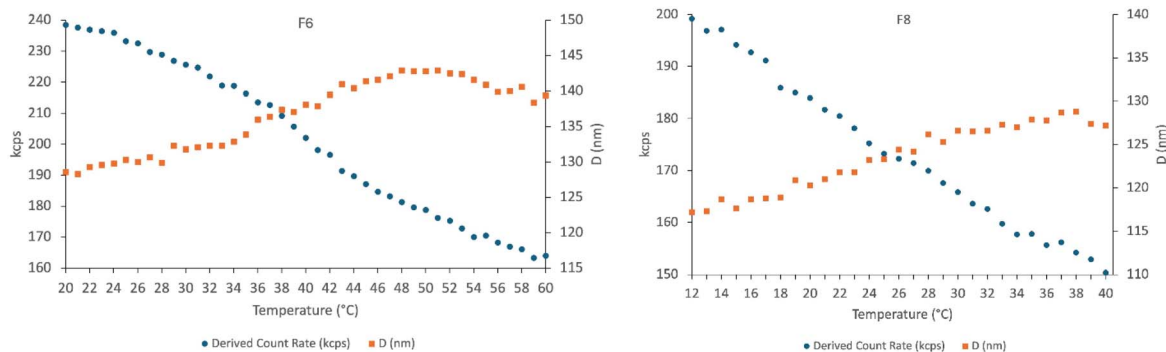 F6
240
230
220
210
200
190
180
170
160
kcps
150
145
140
135
130
125
120
115
D (nm)
20 22 24 26 28 30 32 34 36 38 40 42 44 46 48 50 52 54 56 58 60
Temperature (°C)
Derived Count Rate (kcps) D (nm)
F8
200
190
180
170
160
150
kcps
140
135
130
125
120
115
110
D (nm)
12 14 16 18 20 22 24 26 28 30 32 34 36 38 40
Temperature (°C)
Derived Count Rate (kcps) D (nm)